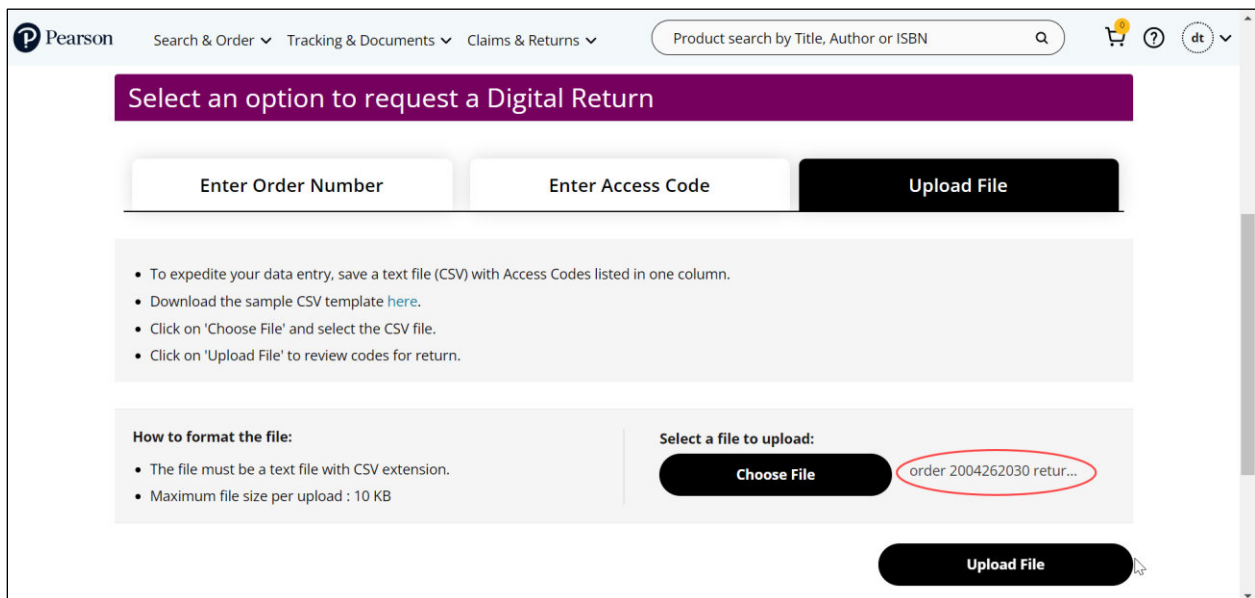 Pearson
Search & Order Tracking & Documents Claims & Returns
Product search by Title, Author or ISBN
0
dt
Select an option to request a Digital Return
Enter Order Number
Enter Access Code
Upload File
• To expedite your data entry, save a text file (CSV) with Access Codes listed in one column.
• Download the sample CSV template here.
• Click on 'Choose File' and select the CSV file.
• Click on 'Upload File' to review codes for return.
How to format the file:
• The file must be a text file with CSV extension.
• Maximum file size per upload : 10 KB
Select a file to upload:
Choose File
order 2004262030 retur...
Upload File